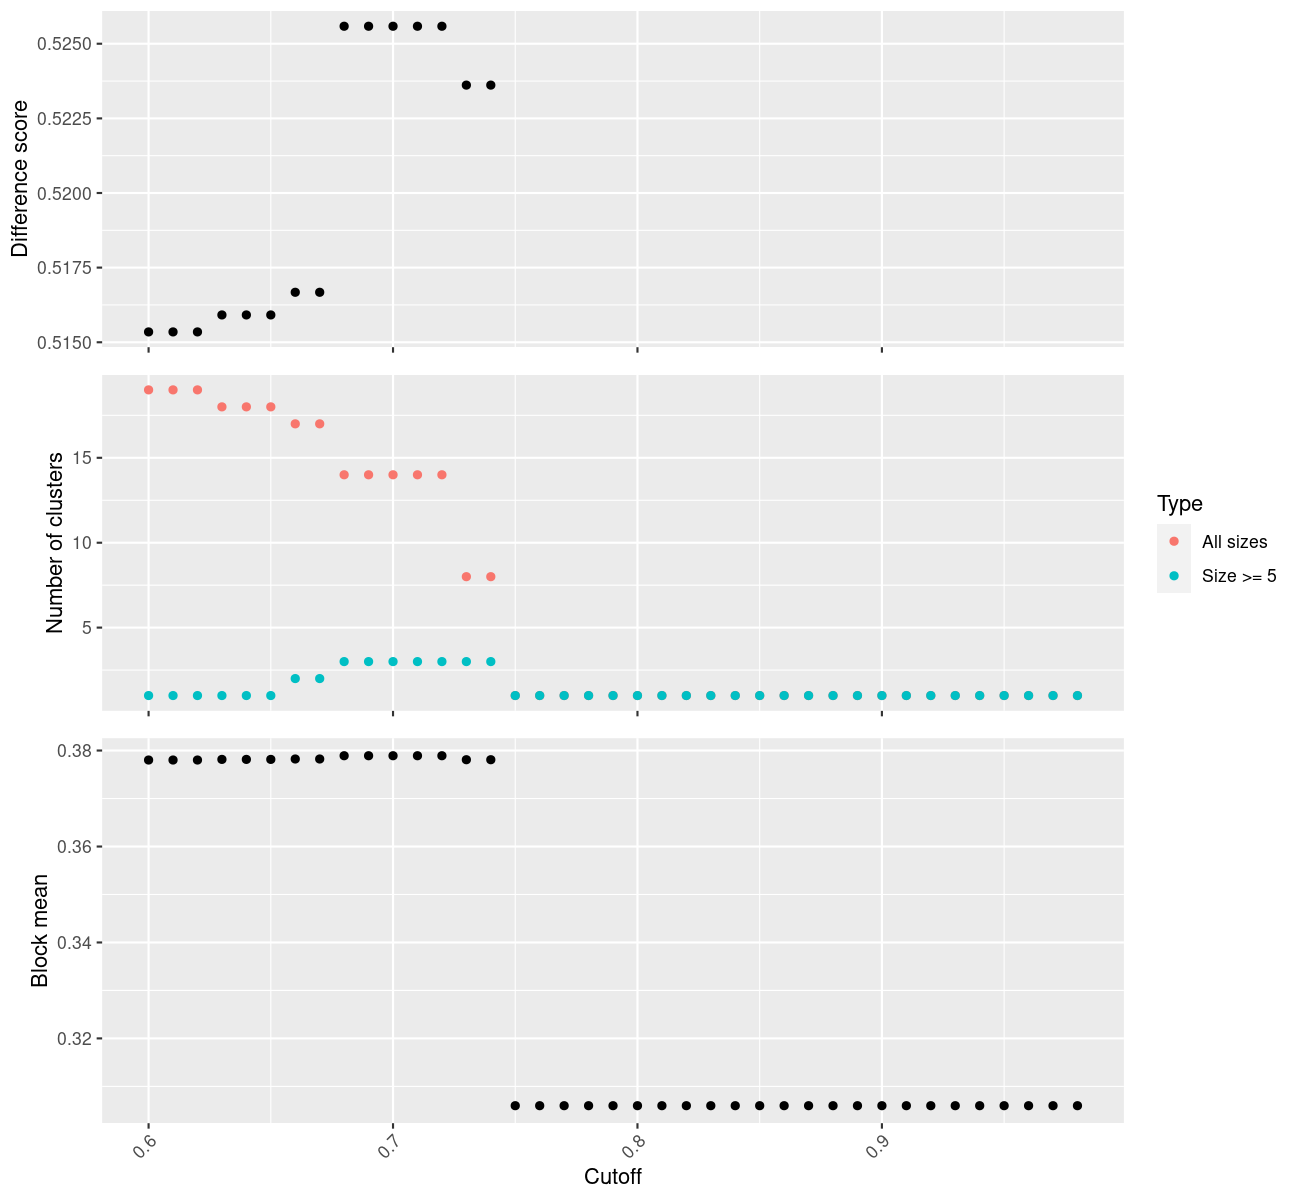 Difference score
0.5250
0.5225
0.5200
0.5175
0.5150
Number of clusters
15
10
5
Type
All sizes
Size >= 5
Block mean
0.38
0.36
0.34
0.32
0.6
0.7
0.8
0.9
Cutoff